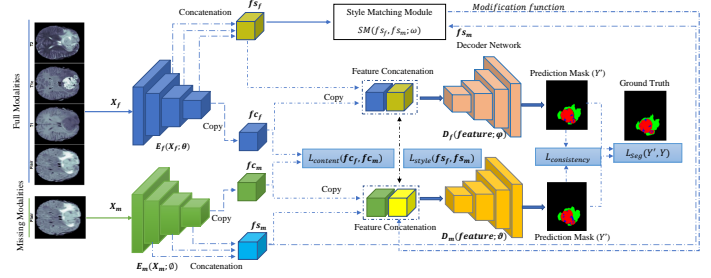 Concatenation
fs_f
Style Matching Module
SM(fs_f, fs_m; ω)
Modification function
fs_m
Decoder Network
Full Modalities
X_f
E_f(X_f; θ)
Copy
fc_f
Copy
Feature Concatenation
D_f(feature; φ)
Prediction Mask (Y')
Ground Truth
L_content(fc_f, fc_m)
L_style(fs_f, fs_m)
L_consistency
L_Seg(Y', Y)
Missing Modalities
X_m
E_m(X_m; ∅)
Copy
fc_m
Copy
Feature Concatenation
D_m(feature; ϑ)
Prediction Mask (Y')
fs_m
Concatenation